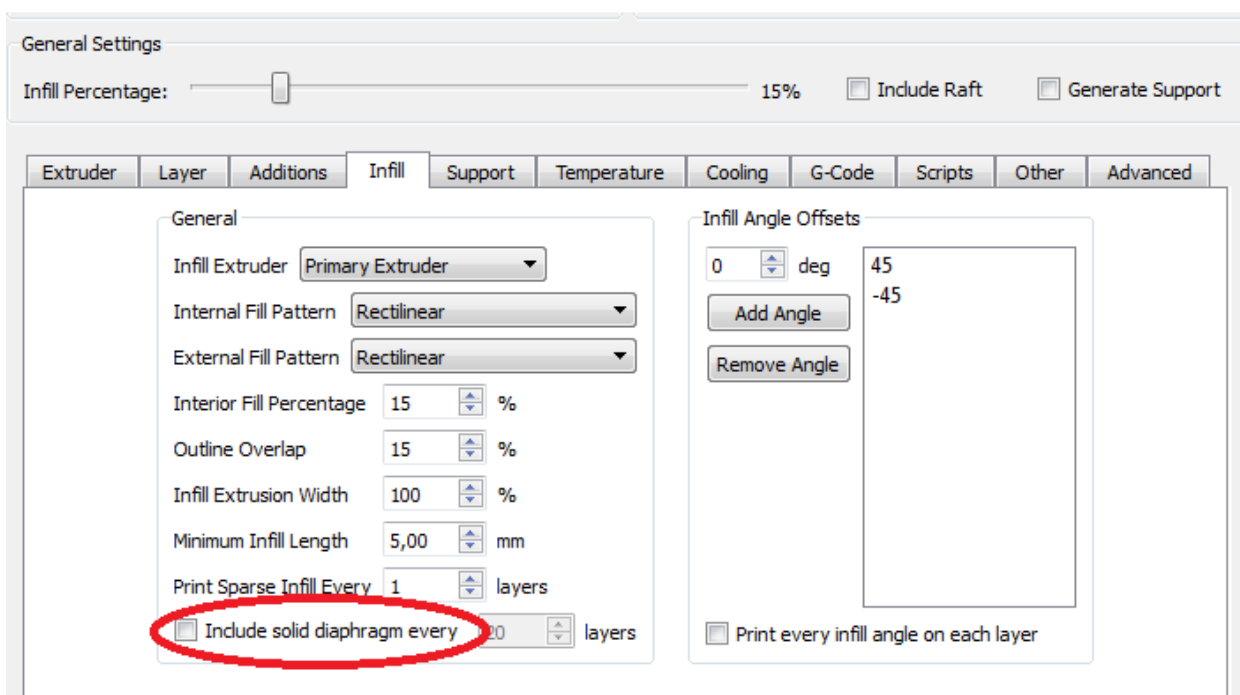 General Settings
Infill Percentage: 15% Include Raft Generate Support
Extruder Layer Additions Infill Support Temperature Cooling G-Code Scripts Other Advanced
General
Infill Extruder Primary Extruder
Internal Fill Pattern Rectilinear
External Fill Pattern Rectilinear
Interior Fill Percentage 15 %
Outline Overlap 15 %
Infill Extrusion Width 100 %
Minimum Infill Length 5,00 mm
Print Sparse Infill Every 1 layers
Include solid diaphragm every 20 layers
Infill Angle Offsets
0 deg
Add Angle
Remove Angle
45
-45
Print every infill angle on each layer